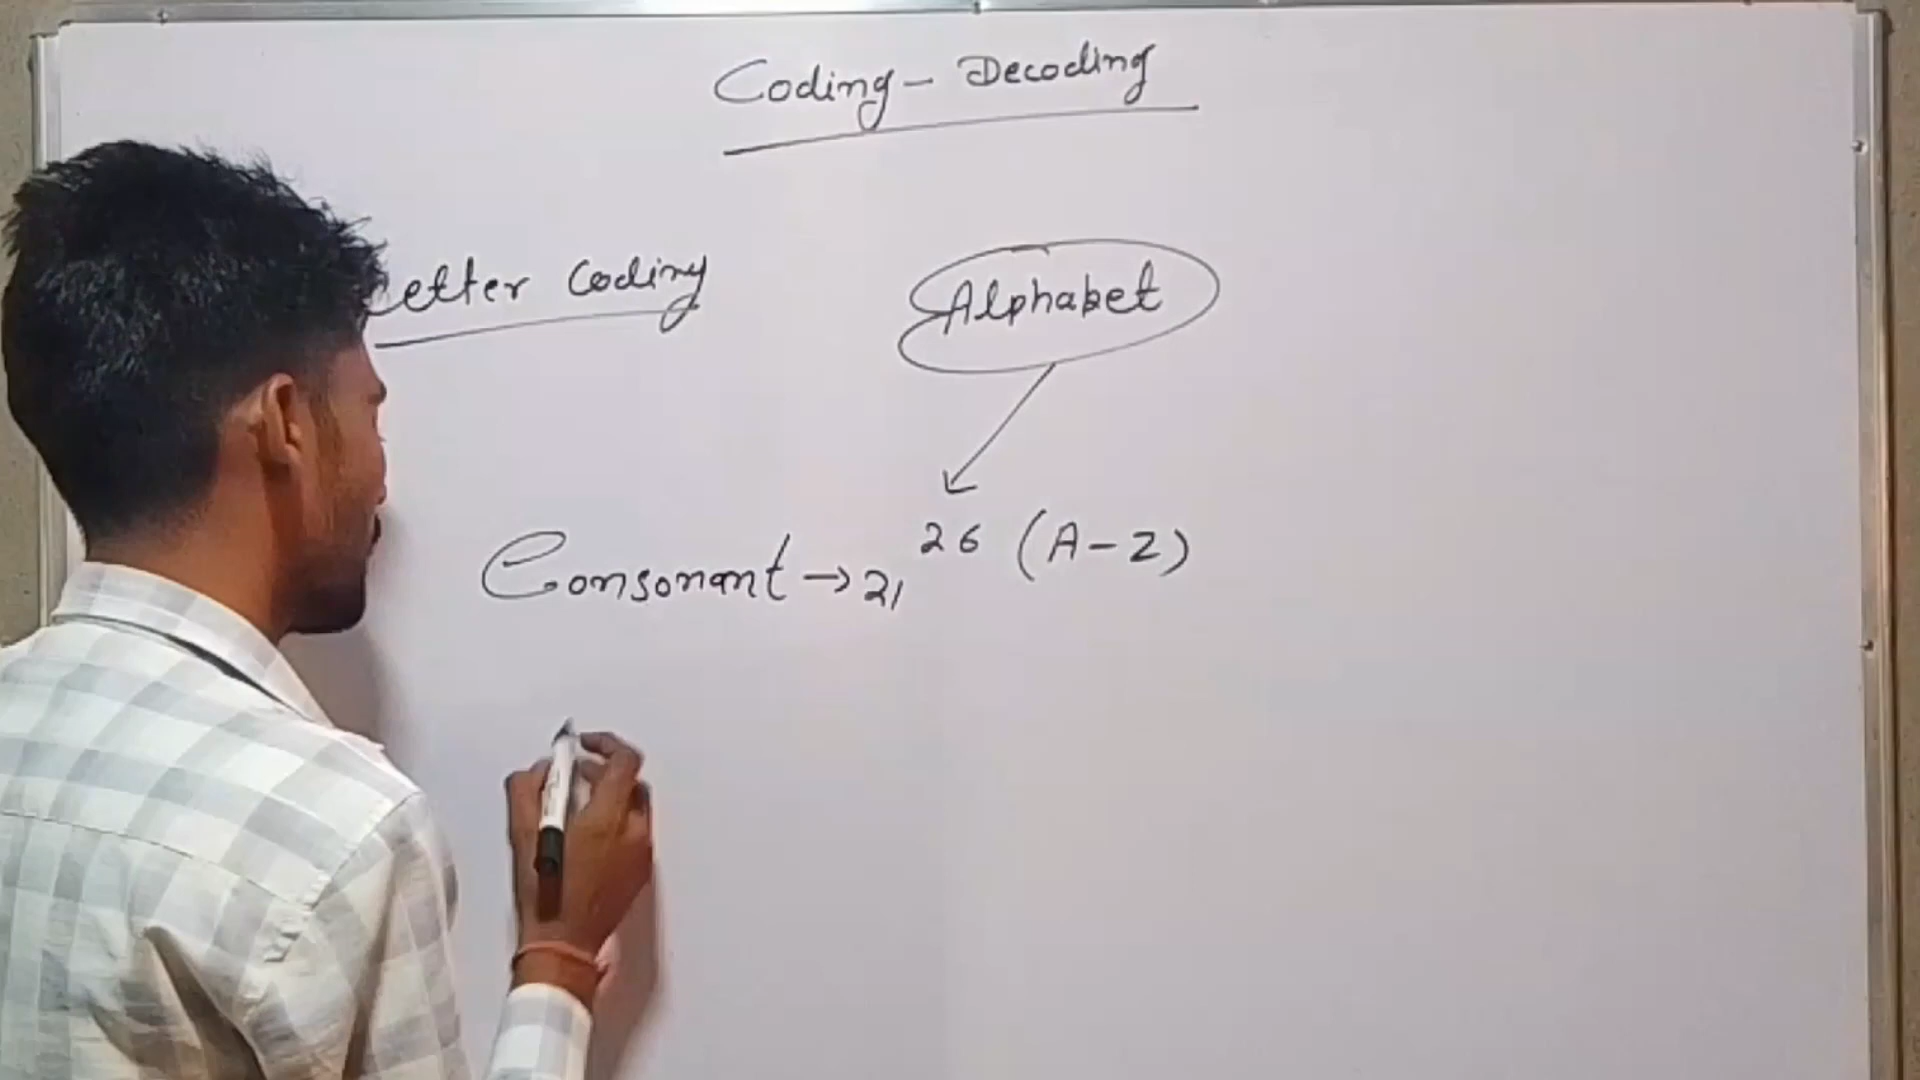 Coding - Decoding
Letter Coding
Alphabet
26 (A-Z)
Consonant → 21